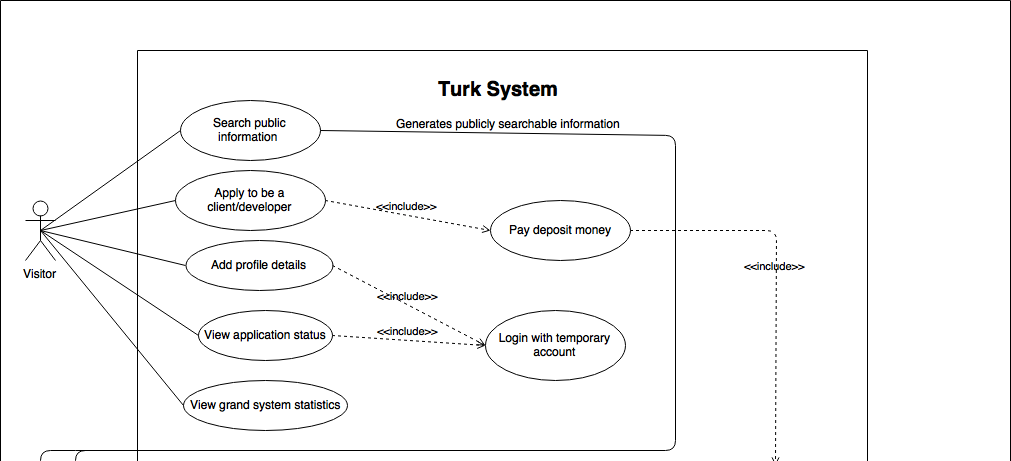 Turk System
Search public
information
Generates publicly searchable information
Apply to be a
client/developer
<<include>>
Pay deposit money
Visitor
Add profile details
<<include>>
<<include>>
View application status
<<include>>
Login with temporary
account
View grand system statistics